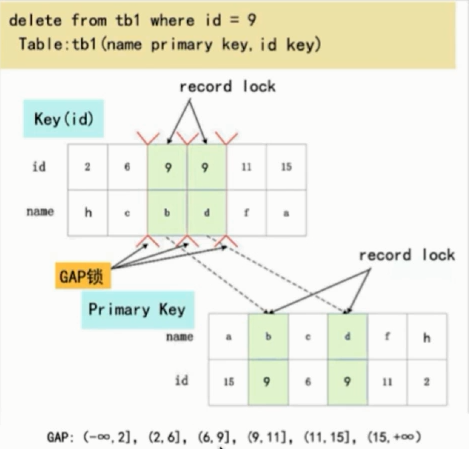 delete from tb1 where id = 9
Table:tb1(name primary key,id key)
record lock
Key(id)
id 2 6 9 9 11 15
name h c b d f a
GAP锁
record lock
Primary Key
name a b c d f h
id 15 9 6 9 11 2
GAP: (-∞,2], (2,6], (6,9], (9,11], (11,15], (15,+∞)